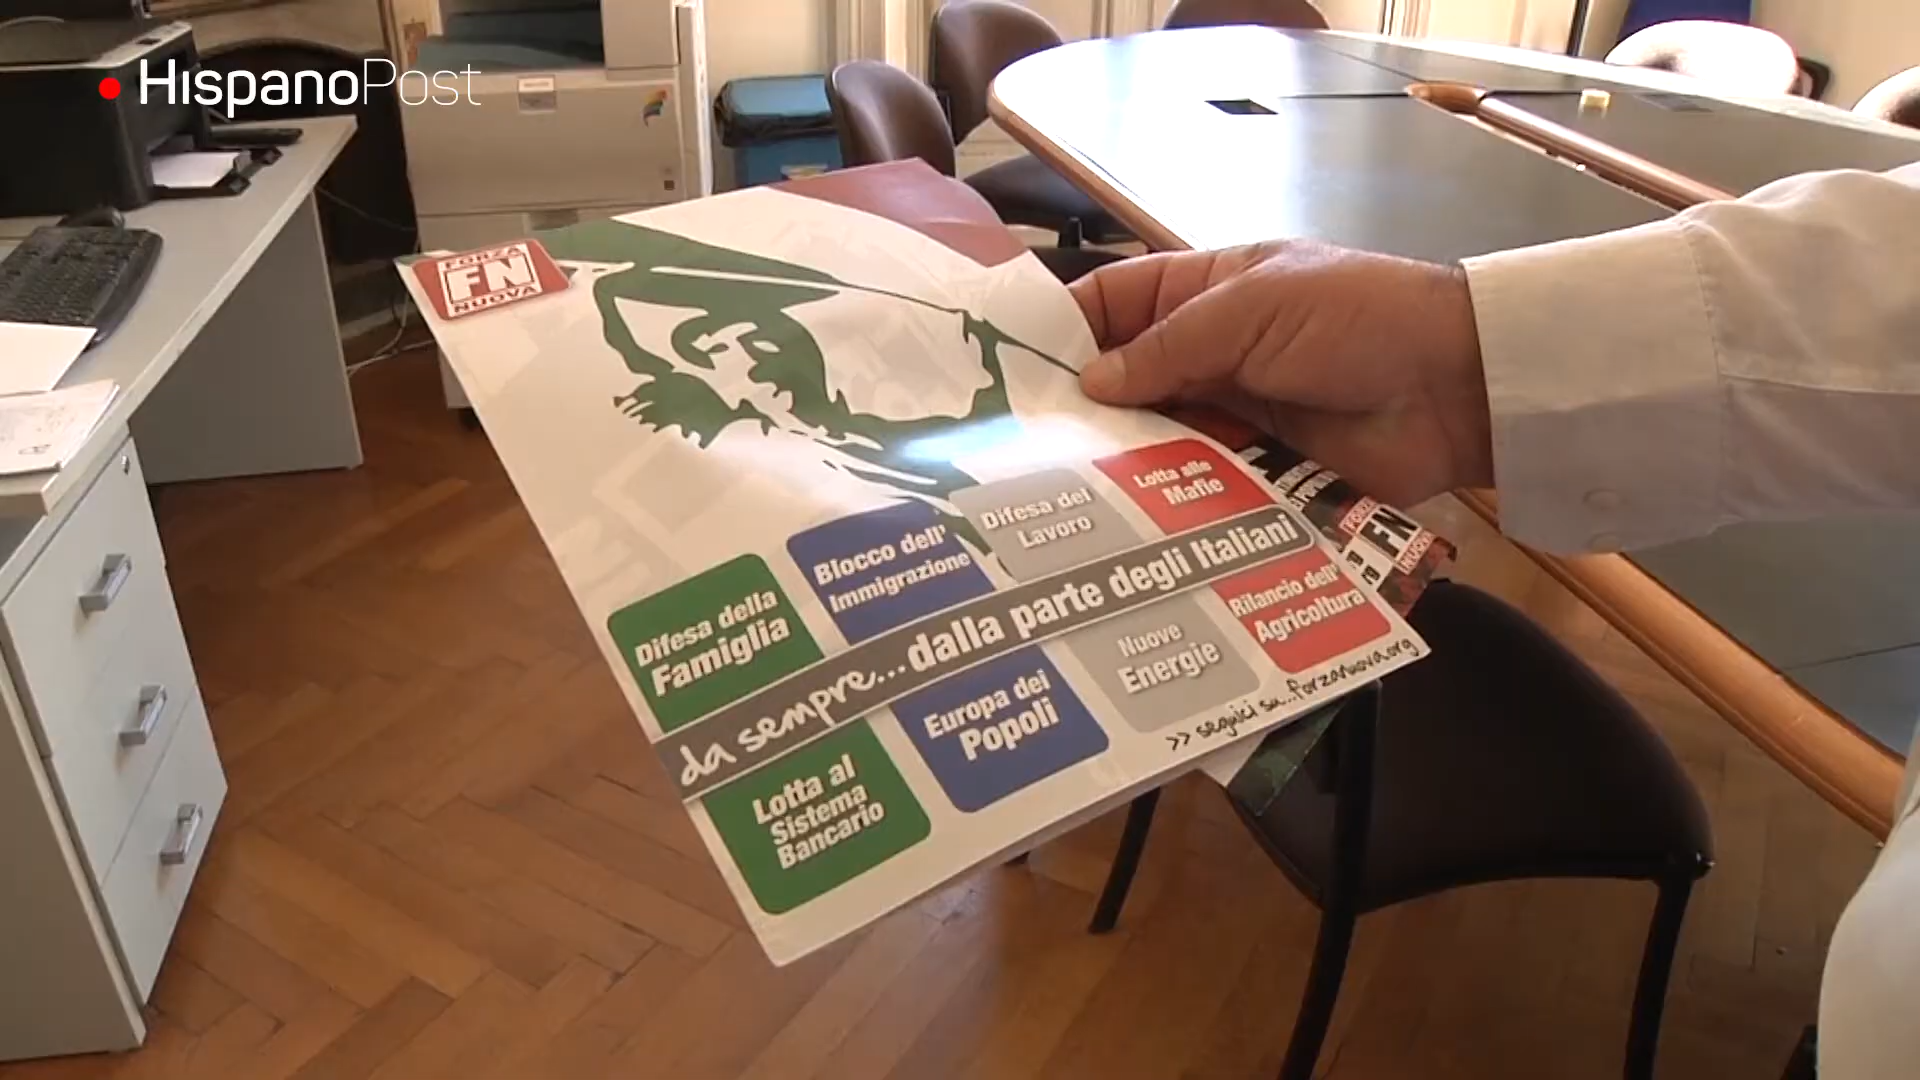 HispanoPost
FORZA
FN
NUOVA
Lotta alle
Mafie
Difesa del
Lavoro
Blocco dell'
Immigrazione
Difesa della
Famiglia
da sempre...dalla parte degli Italiani
Rilancio dell'
Agricoltura
Nuove
Energie
Europa dei
Popoli
Lotta al
Sistema
Bancario
>> seguici su...forzanuova.org
FORZA
FN
NUOVA